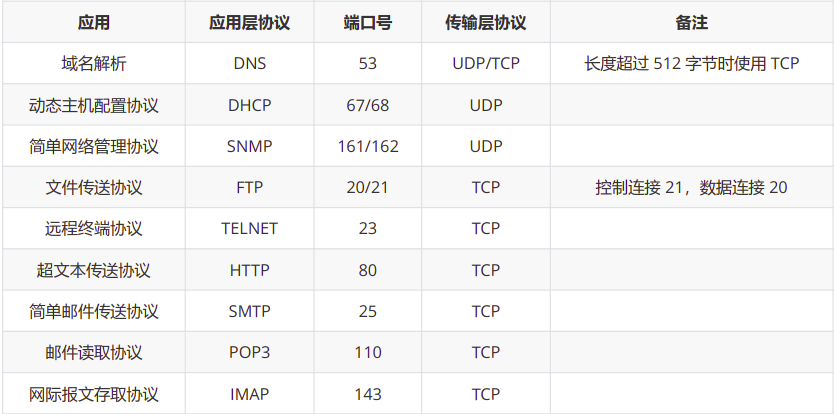 应用 应用层协议 端口号 传输层协议 备注
域名解析 DNS 53 UDP/TCP 长度超过 512 字节时使用 TCP
动态主机配置协议 DHCP 67/68 UDP
简单网络管理协议 SNMP 161/162 UDP
文件传送协议 FTP 20/21 TCP 控制连接 21，数据连接 20
远程终端协议 TELNET 23 TCP
超文本传送协议 HTTP 80 TCP
简单邮件传送协议 SMTP 25 TCP
邮件读取协议 POP3 110 TCP
网际报文存取协议 IMAP 143 TCP